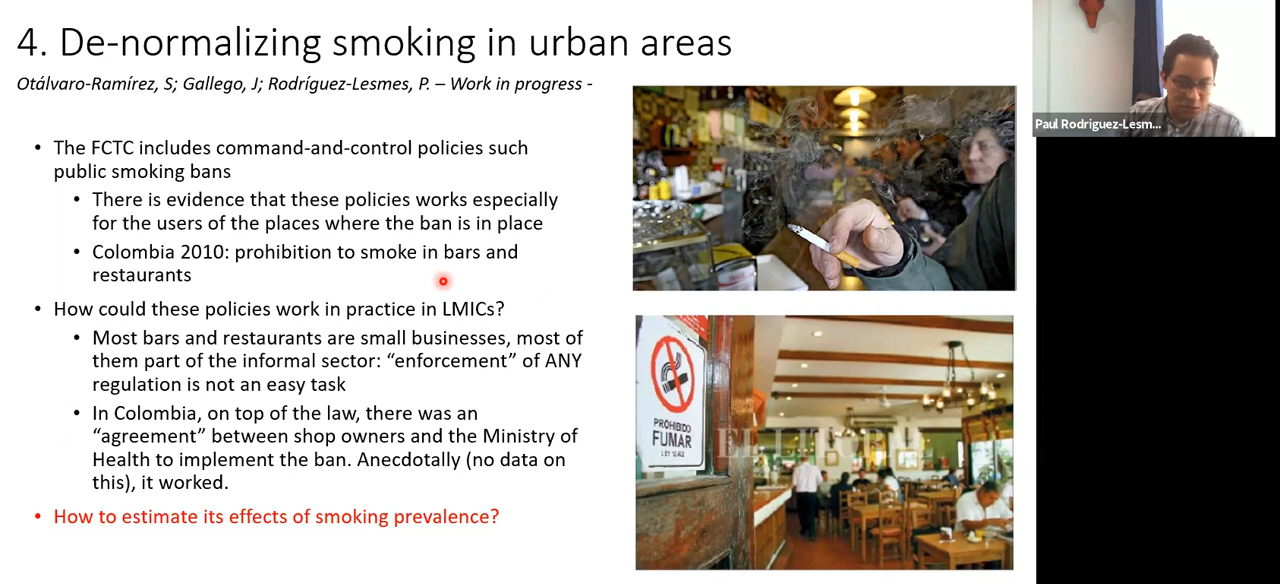 4. De-normalizing smoking in urban areas
Otálvaro-Ramírez, S; Gallego, J; Rodríguez-Lesmes, P. – Work in progress -
• The FCTC includes command-and-control policies such
public smoking bans
• There is evidence that these policies works especially
for the users of the places where the ban is in place
• Colombia 2010: prohibition to smoke in bars and
restaurants
• How could these policies work in practice in LMICs?
• Most bars and restaurants are small businesses, most of
them part of the informal sector: “enforcement” of ANY
regulation is not an easy task
• In Colombia, on top of the law, there was an
“agreement” between shop owners and the Ministry of
Health to implement the ban. Anecdotally (no data on
this), it worked.
• How to estimate its effects of smoking prevalence?
PROHIBIDO
FUMAR
EL LITORAL
Paul Rodriguez-Lesm...